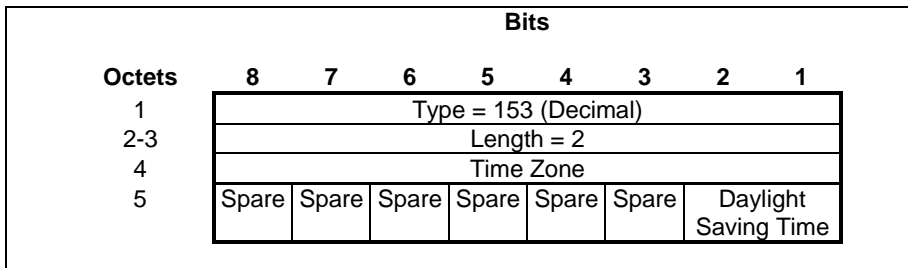 Bits
Octets 8 7 6 5 4 3 2 1
1 Type = 153 (Decimal)
2-3 Length = 2
4 Time Zone
5 Spare Spare Spare Spare Spare Spare Daylight
Saving Time